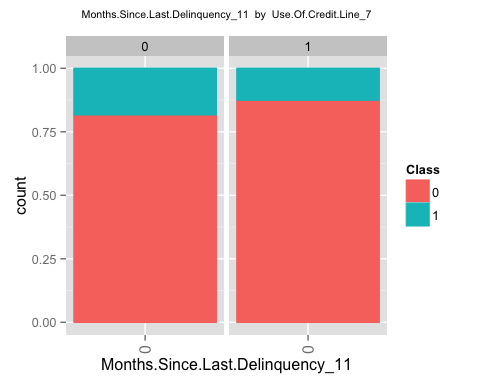 Months.Since.Last.Delinquency_11 by Use.Of.Credit.Line_7
0 1
1.00
0.75
0.50
0.25
0.00
count
0 0
Months.Since.Last.Delinquency_11
Class
0
1